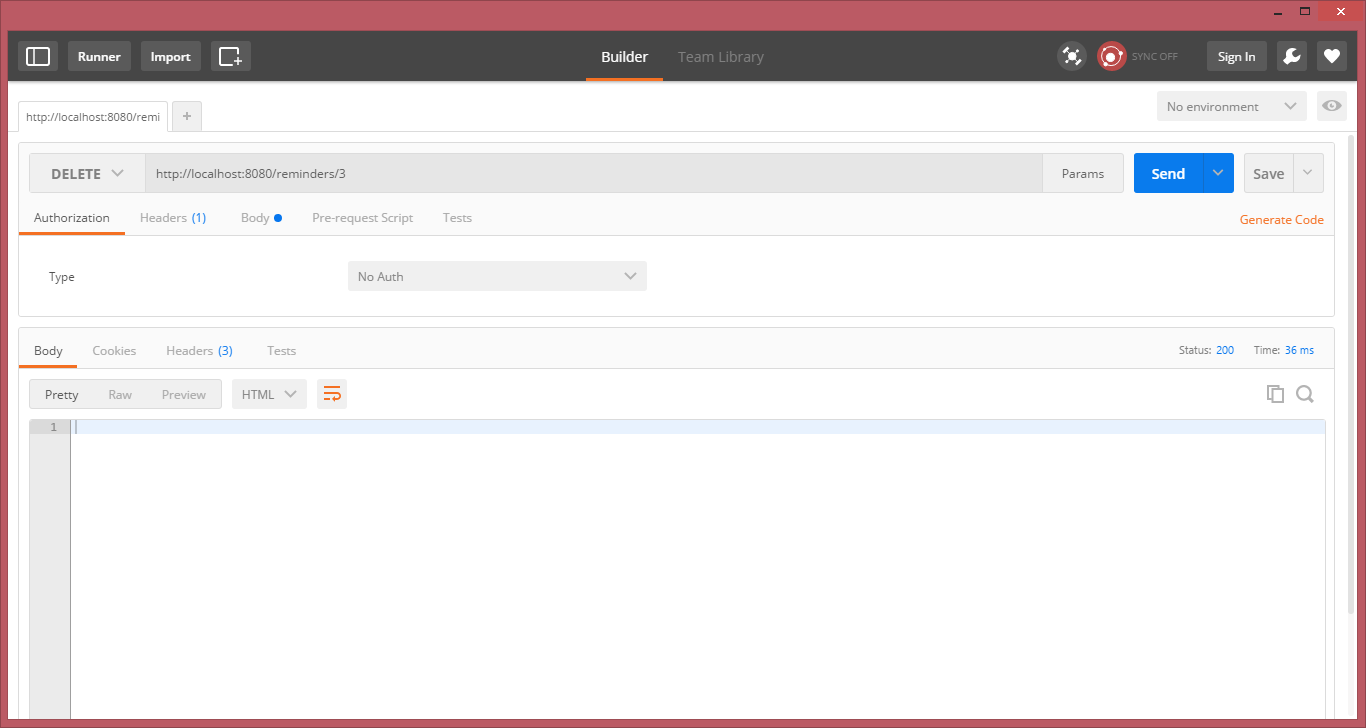 Runner Import Builder Team Library SYNC OFF Sign In
http://localhost:8080/remi + No environment
DELETE http://localhost:8080/reminders/3 Params Send Save
Authorization Headers (1) Body Pre-request Script Tests Generate Code
Type No Auth
Body Cookies Headers (3) Tests Status: 200 Time: 36 ms
Pretty Raw Preview HTML
1